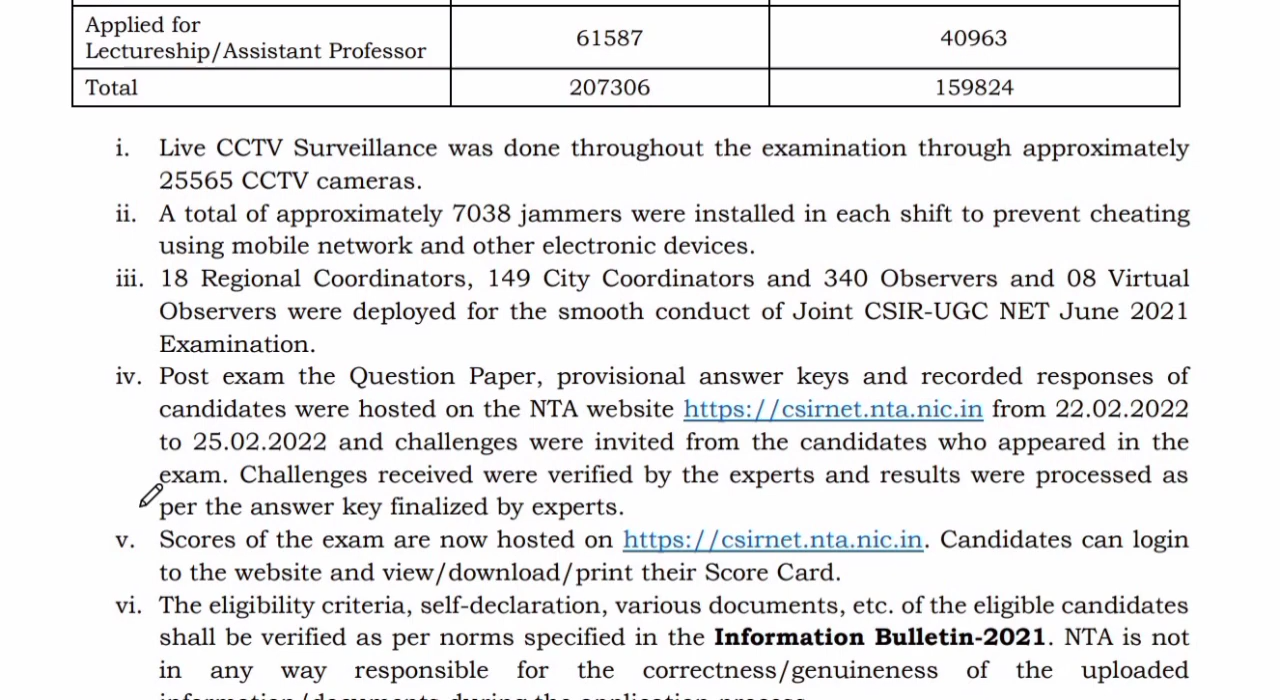 Applied for
Lectureship/Assistant Professor 61587 40963
Total 207306 159824
i. Live CCTV Surveillance was done throughout the examination through approximately
25565 CCTV cameras.
ii. A total of approximately 7038 jammers were installed in each shift to prevent cheating
using mobile network and other electronic devices.
iii. 18 Regional Coordinators, 149 City Coordinators and 340 Observers and 08 Virtual
Observers were deployed for the smooth conduct of Joint CSIR-UGC NET June 2021
Examination.
iv. Post exam the Question Paper, provisional answer keys and recorded responses of
candidates were hosted on the NTA website https://csirnet.nta.nic.in from 22.02.2022
to 25.02.2022 and challenges were invited from the candidates who appeared in the
exam. Challenges received were verified by the experts and results were processed as
per the answer key finalized by experts.
v. Scores of the exam are now hosted on https://csirnet.nta.nic.in. Candidates can login
to the website and view/download/print their Score Card.
vi. The eligibility criteria, self-declaration, various documents, etc. of the eligible candidates
shall be verified as per norms specified in the Information Bulletin-2021. NTA is not
in any way responsible for the correctness/genuineness of the uploaded